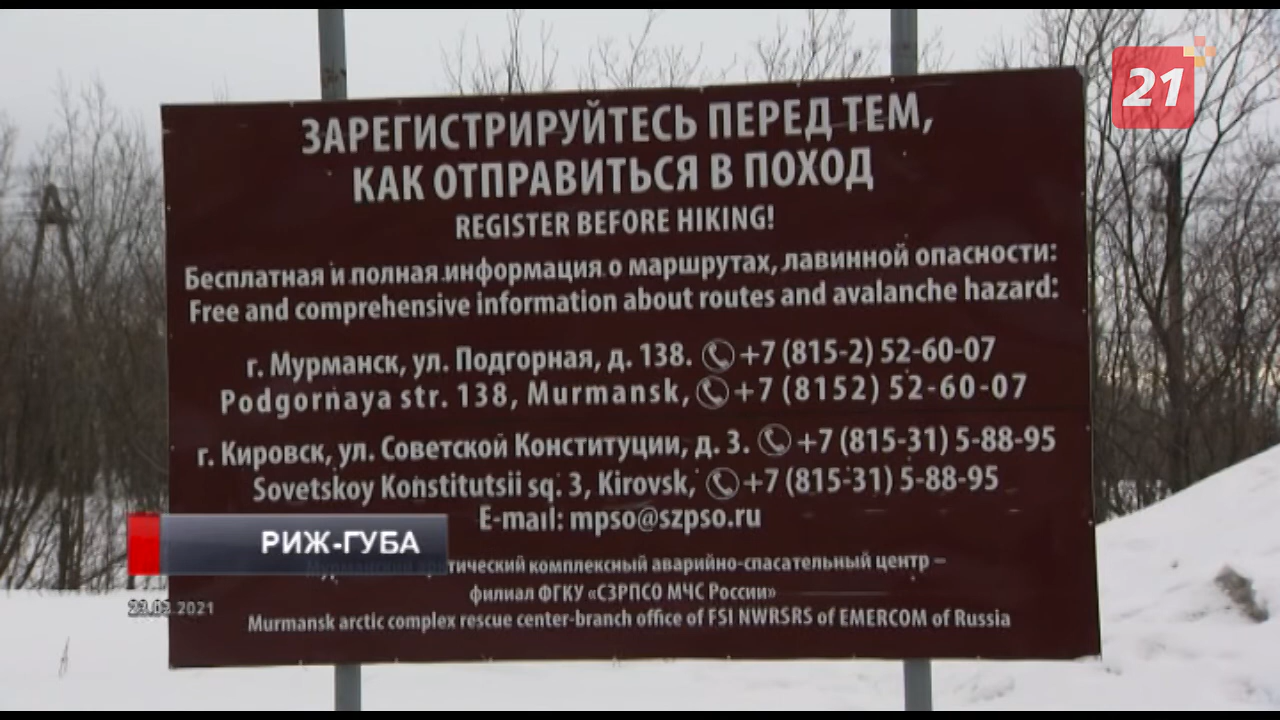 21
ЗАРЕГИСТРИРУЙТЕСЬ ПЕРЕД ТЕМ,
КАК ОТПРАВИТЬСЯ В ПОХОД
REGISTER BEFORE HIKING!
Бесплатная и полная информация о маршрутах, лавинной опасности:
Free and comprehensive information about routes and avalanche hazard:
г. Мурманск, ул. Подгорная, д. 138. +7 (815-2) 52-60-07
Podgornaya str. 138, Murmansk, +7 (8152) 52-60-07
г. Кировск, ул. Советской Конституции, д. 3. +7 (815-31) 5-88-95
Sovetskoy Konstitutsii sq. 3, Kirovsk, +7 (815-31) 5-88-95
E-mail: mpso@szpso.ru
РИЖ-ГУБА
комплексный аварийно-спасательный центр –
филиал ФГКУ «СЗРПСО МЧС России»
23.03.2021
Murmansk arctic complex rescue center-branch office of FSI NWRSRS of EMERCOM of Russia